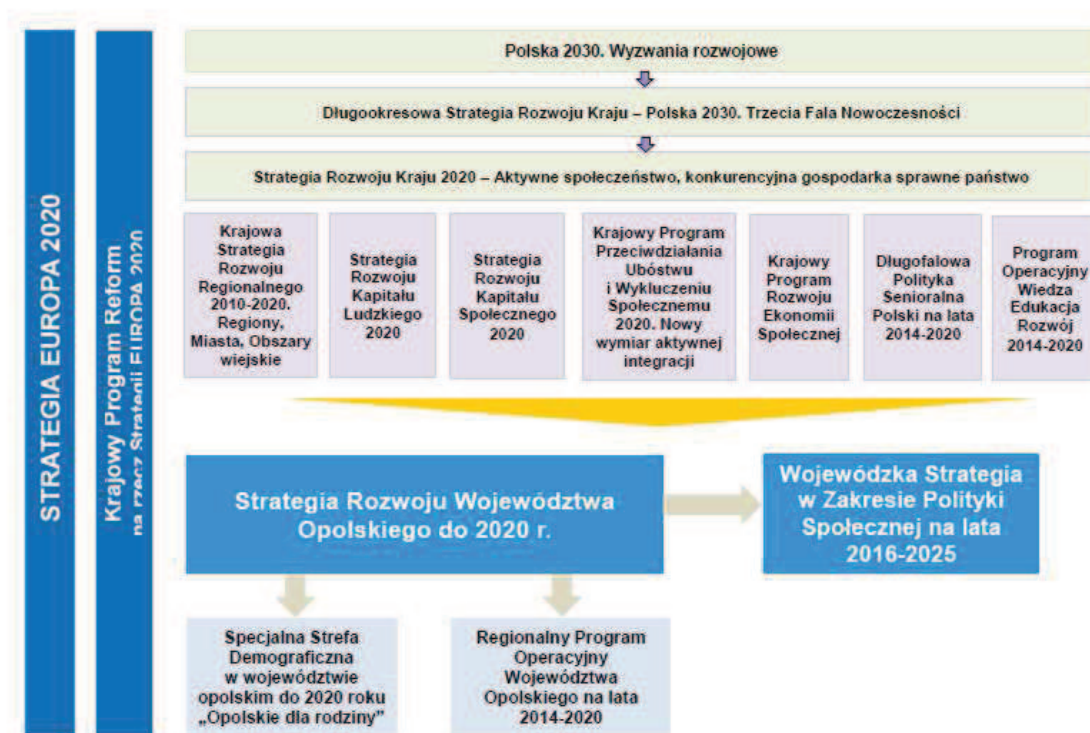 STRATEGIA EUROPA 2020
Krajowy Program Reform
na rzecz Strategii EUROPA 2020
Polska 2030. Wyzwania rozwojowe
Długookresowa Strategia Rozwoju Kraju – Polska 2030. Trzecia Fala Nowoczesności
Strategia Rozwoju Kraju 2020 – Aktywne społeczeństwo, konkurencyjna gospodarka sprawne państwo
Krajowa
Strategia
Rozwoju
Regionalnego
2010-2020.
Regiony,
Miasta, Obszary
wiejskie
Strategia
Rozwoju
Kapitału
Ludzkiego
2020
Strategia
Rozwoju
Kapitału
Społecznego
2020
Krajowy Program
Przeciwdziałania
Ubóstwu
i Wykluczeniu
Społecznemu
2020. Nowy
wymiar aktywnej
integracji
Krajowy
Program
Rozwoju
Ekonomii
Społecznej
Długofalowa
Polityka
Senioralna
Polski na lata
2014-2020
Program
Operacyjny
Wiedza
Edukacja
Rozwój
2014-2020
Strategia Rozwoju Województwa
Opolskiego do 2020 r.
Wojewódzka Strategia
w Zakresie Polityki
Społecznej na lata
2016-2025
Specjalna Strefa
Demograficzna
w województwie
opolskim do 2020 roku
„Opolskie dla rodziny”
Regionalny Program
Operacyjny
Województwa
Opolskiego na lata
2014-2020